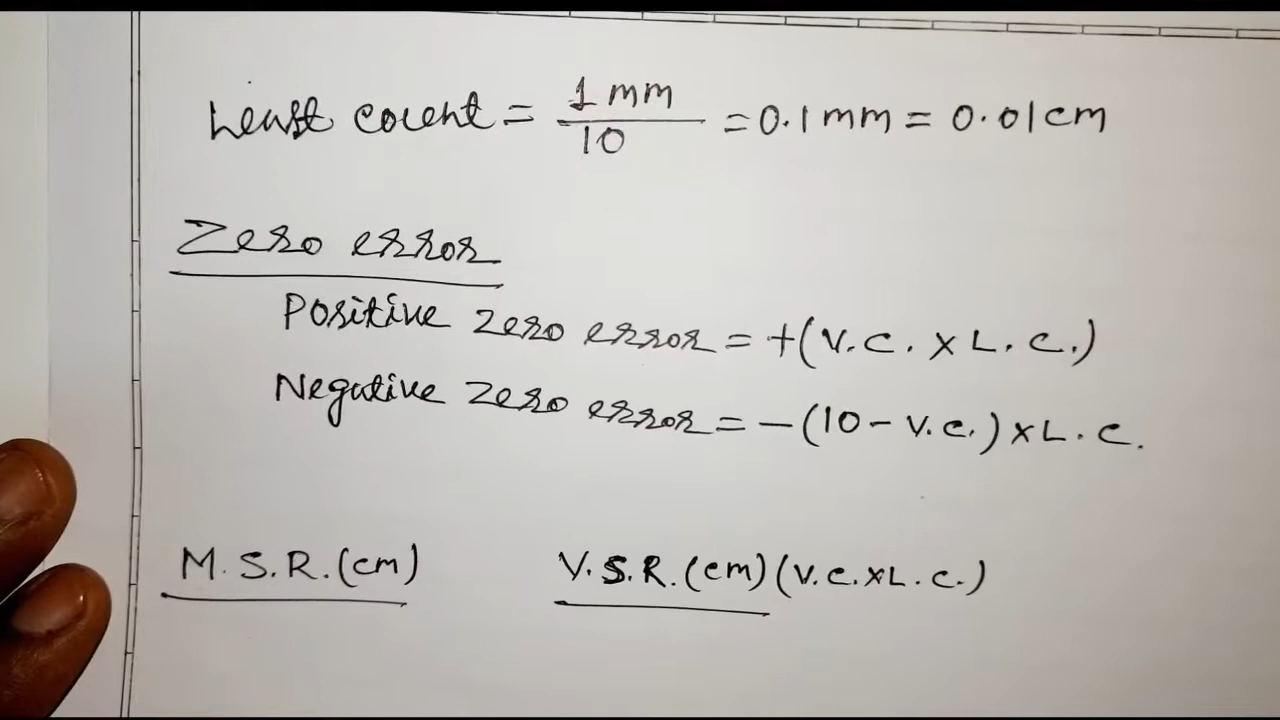 Least count = 1 mm / 10 = 0.1 mm = 0.01 cm
Zero error
Positive zero error = +(V.C. x L.C.)
Negative zero error = -(10 - V.C.) x L.C.
M.S.R. (cm) V.S.R. (cm) (V.C. x L.C.)